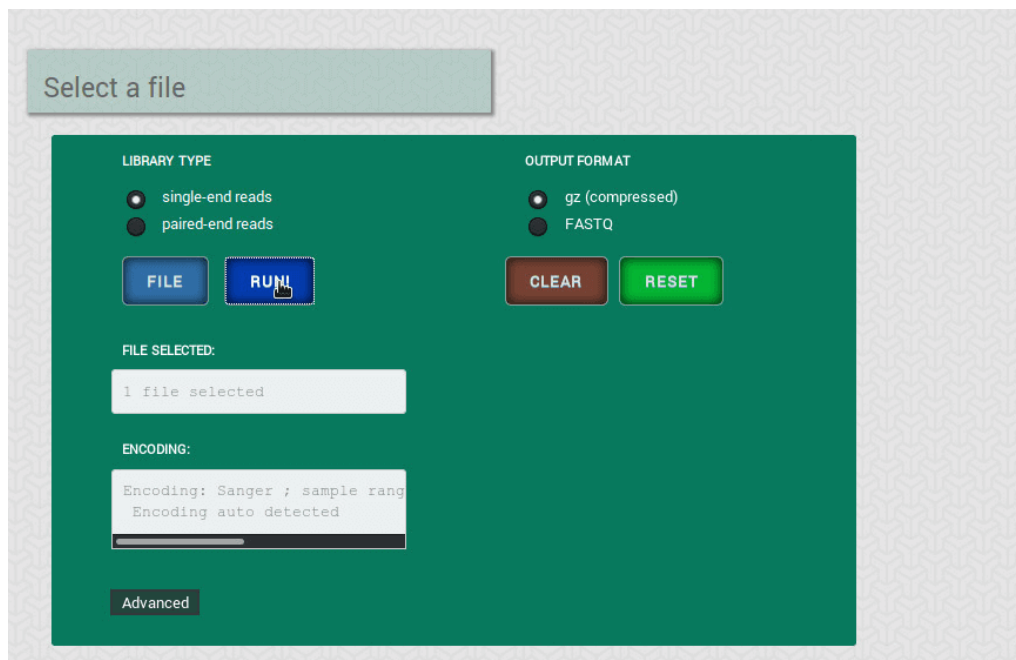 Select a file
LIBRARY TYPE
single-end reads
paired-end reads
OUTPUT FORMAT
gz (compressed)
FASTQ
FILE
RUN!
CLEAR
RESET
FILE SELECTED:
1 file selected
ENCODING:
Encoding: Sanger ; sample rang
Encoding auto detected
Advanced